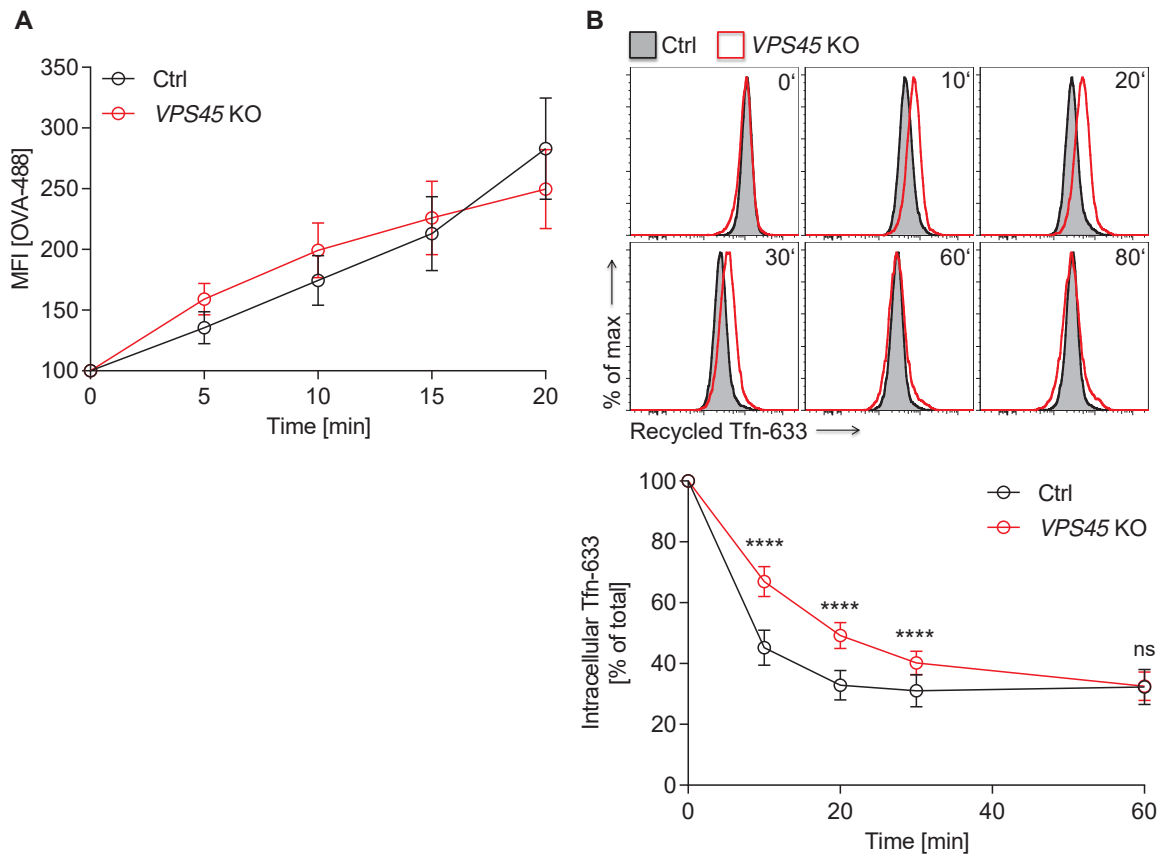 A
MFI [OVA-488]
350
300
250
200
150
100
Ctrl
VPS45 KO
0
5
10
15
20
Time [min]
B
Ctrl
VPS45 KO
0‘
10‘
20‘
30‘
60‘
80‘
% of max
Recycled Tfn-633
Intracellular Tfn-633
[% of total]
100
80
60
40
20
0
Ctrl
VPS45 KO
****
****
****
ns
0
20
40
60
Time [min]